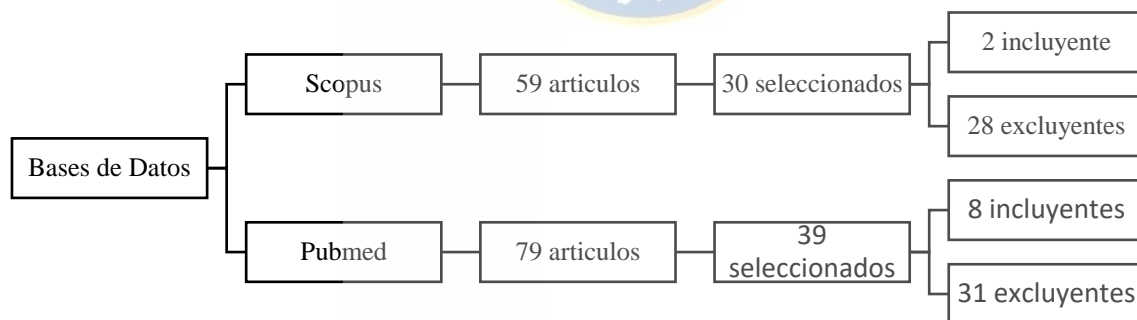 Bases de Datos
Scopus
59 articulos
30 seleccionados
2 incluyente
28 excluyentes
Pubmed
79 articulos
39
seleccionados
8 incluyentes
31 excluyentes